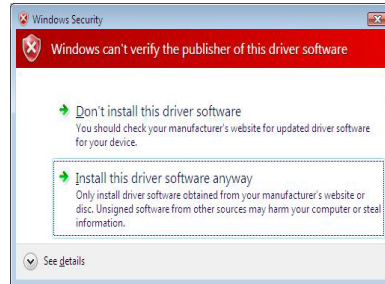 Windows Security
Windows can't verify the publisher of this driver software
Don't install this driver software
You should check your manufacturer's website for updated driver software
for your device.
Install this driver software anyway
Only install driver software obtained from your manufacturer's website or
disc. Unsigned software from other sources may harm your computer or steal
information.
See details